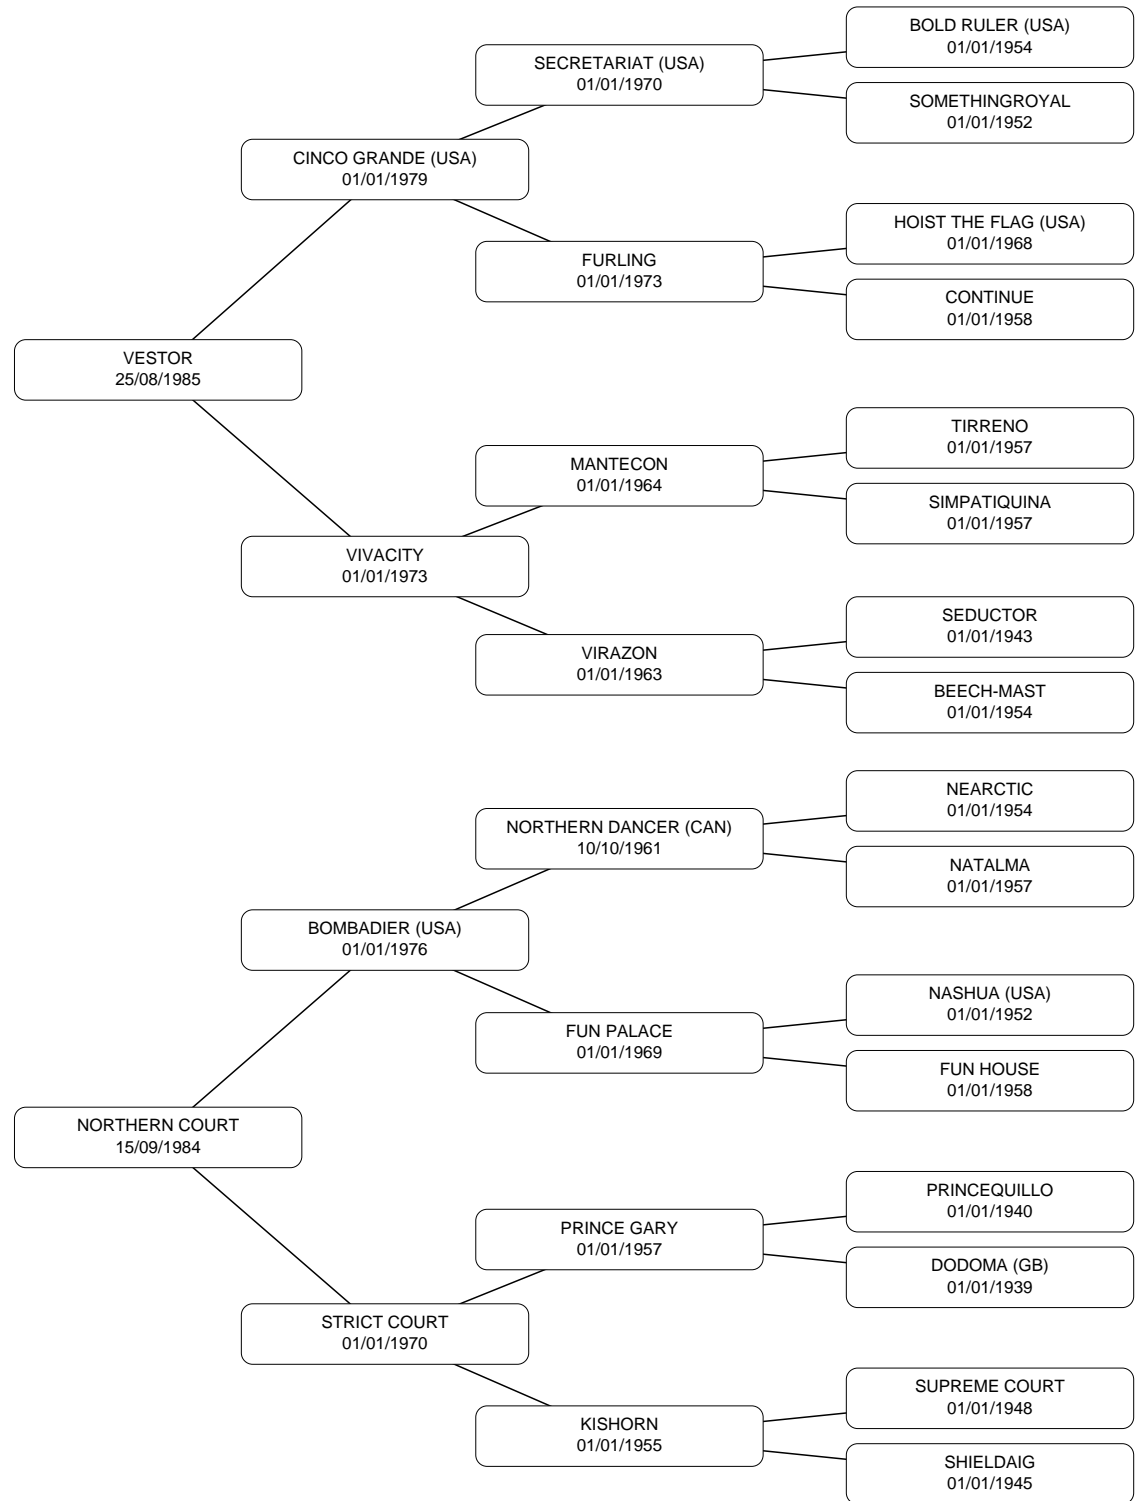 BOLD RULER (USA)
01/01/1954
SECRETARIAT (USA)
01/01/1970
SOMETHINGROYAL
01/01/1952
CINCO GRANDE (USA)
01/01/1979
HOIST THE FLAG (USA)
01/01/1968
FURLING
01/01/1973
CONTINUE
01/01/1958
VESTOR
25/08/1985
TIRRENO
01/01/1957
MANTECON
01/01/1964
SIMPATIQUINA
01/01/1957
VIVACITY
01/01/1973
SEDUCTOR
01/01/1943
VIRAZON
01/01/1963
BEECH-MAST
01/01/1954
NEARCTIC
01/01/1954
NORTHERN DANCER (CAN)
10/10/1961
NATALMA
01/01/1957
BOMBADIER (USA)
01/01/1976
NASHUA (USA)
01/01/1952
FUN PALACE
01/01/1969
FUN HOUSE
01/01/1958
NORTHERN COURT
15/09/1984
PRINCEQUILLO
01/01/1940
PRINCE GARY
01/01/1957
DODOMA (GB)
01/01/1939
STRICT COURT
01/01/1970
SUPREME COURT
01/01/1948
KISHORN
01/01/1955
SHIELDAIG
01/01/1945